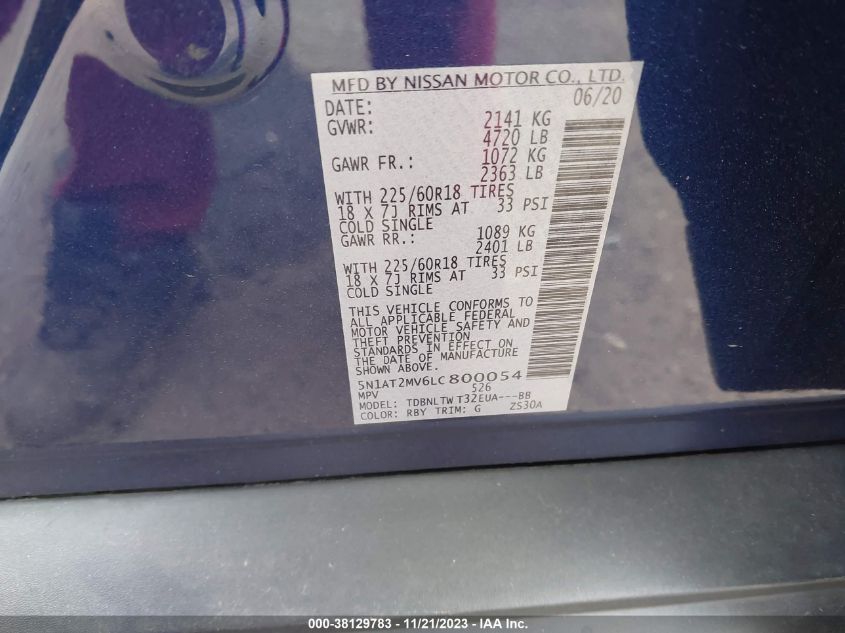 MFD BY NISSAN MOTOR CO., LTD.
DATE: 06/20
GVWR: 2141 KG
4720 LB
GAWR FR.: 1072 KG
2363 LB
WITH 225/60R18 TIRES
18 X 7J RIMS AT 33 PSI
COLD SINGLE
GAWR RR.: 1089 KG
2401 LB
WITH 225/60R18 TIRES
18 X 7J RIMS AT 33 PSI
COLD SINGLE
THIS VEHICLE CONFORMS TO
ALL APPLICABLE FEDERAL
MOTOR VEHICLE SAFETY AND
THEFT PREVENTION
STANDARDS IN EFFECT ON
THE DATE OF MANUFACTURE
SHOWN ABOVE.
5N1AT2MV6LC800054
MPV 526
MODEL: TDBNLTW T32EUA---BB
COLOR: RBY TRIM: G ZS30A
000-38129783 - 11/21/2023 - IAA Inc.